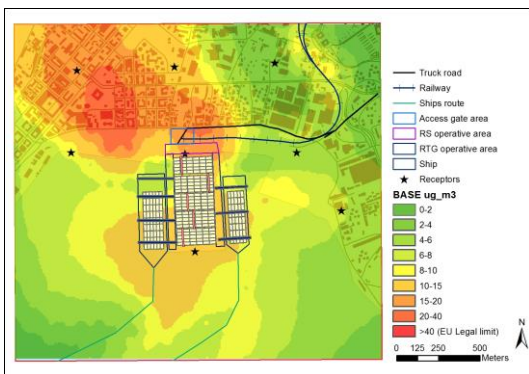 Truck road
Railway
Ships route
Access gate area
RS operative area
RTG operative area
Ship
Receptors
BASE ug_m3
0-2
2-4
4-6
6-8
8-10
10-15
15-20
20-40
>40 (EU Legal limit)
N
0 125 250 500
Meters